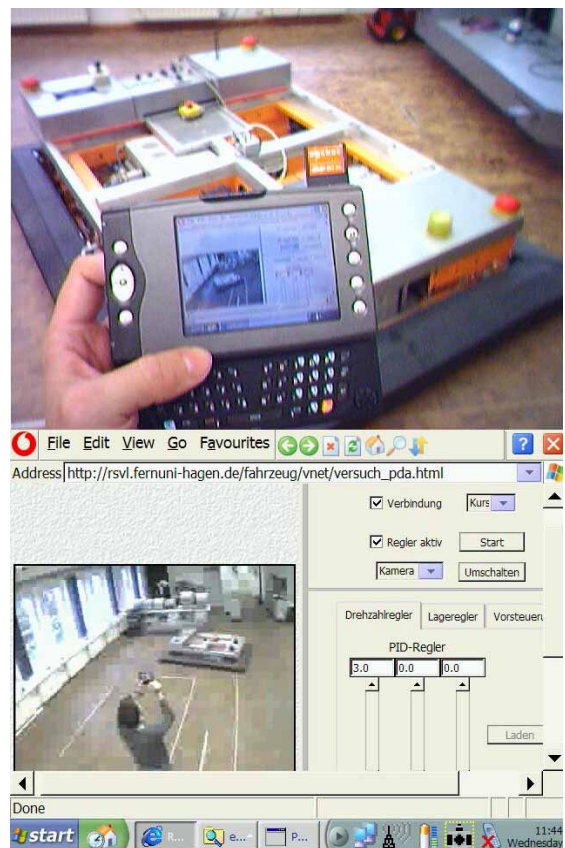 File Edit View Go Favourites
Address http://rsvl.fernuni-hagen.de/fahrzeug/vnet/versuch_pda.html
Verbindung Kurs
Regler aktiv Start
Kamera Umschalten
Drehzahlregler Lageregler Vorsteueru
PID-Regler
3.0 0.0 0.0
Laden
Done
start R... e... P... 11:44
Wednesday